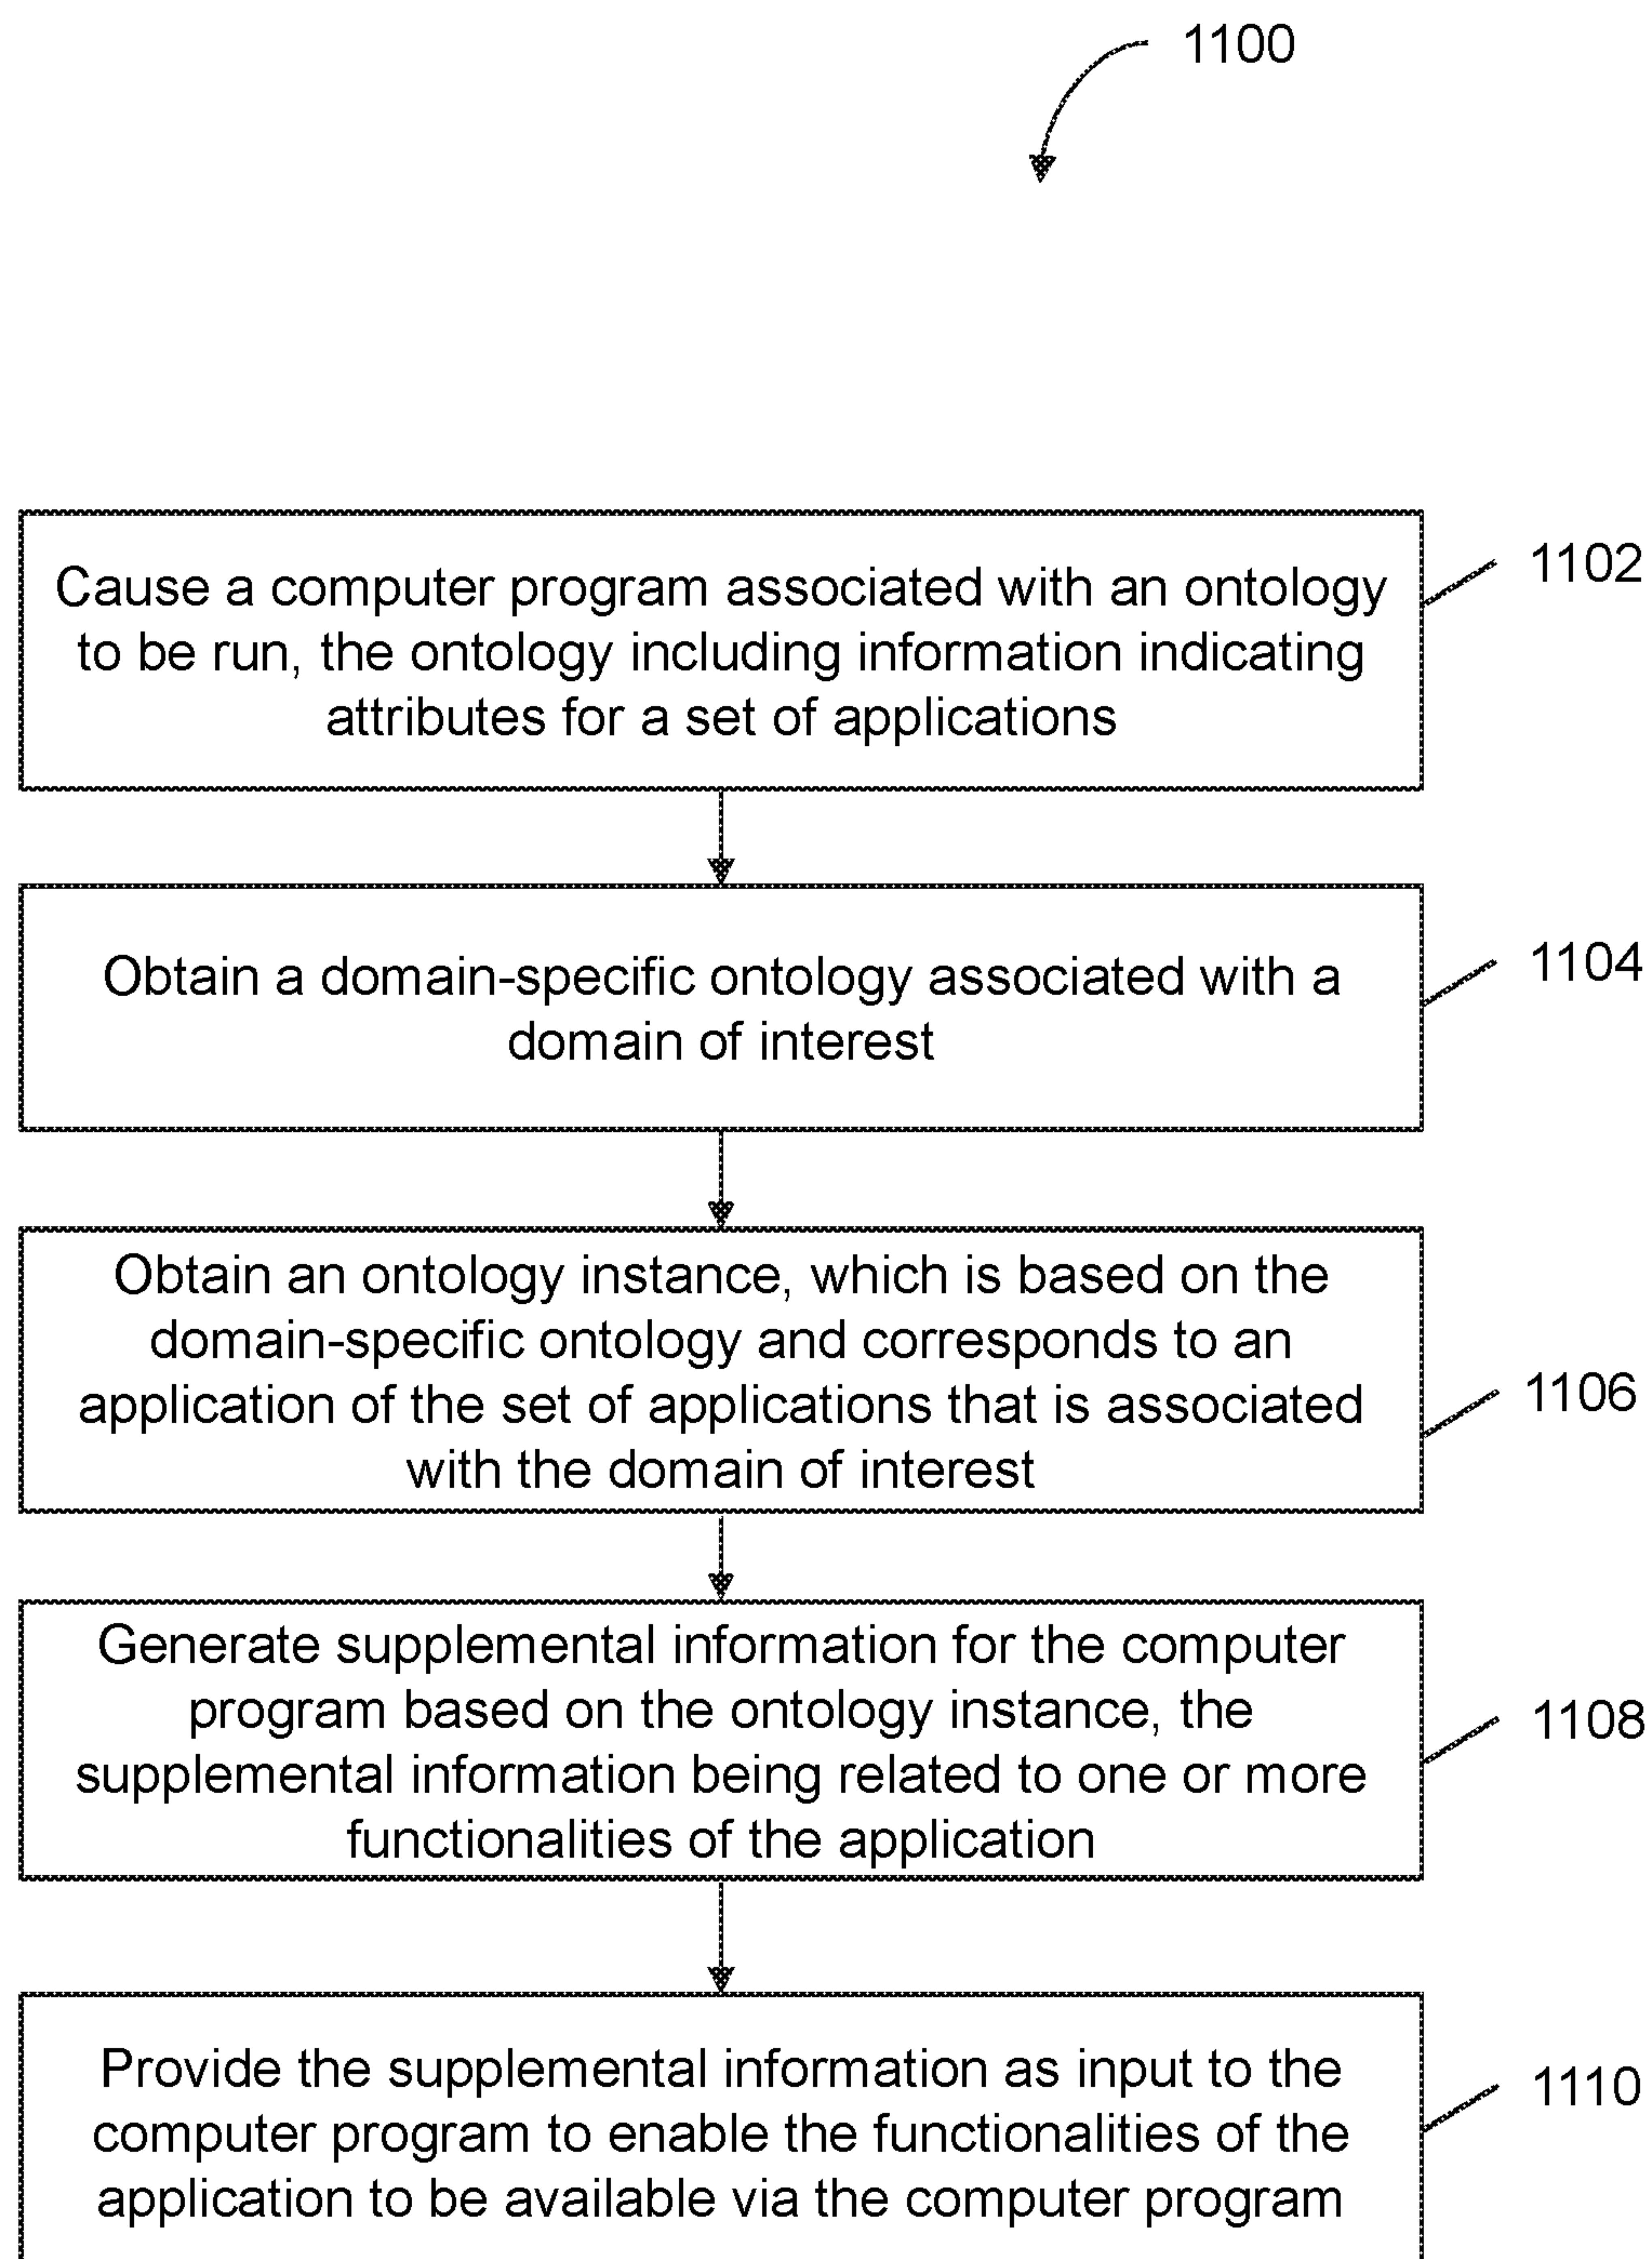 1100
Cause a computer program associated with an ontology
to be run, the ontology including information indicating
attributes for a set of applications
1102
Obtain a domain-specific ontology associated with a
domain of interest
1104
Obtain an ontology instance, which is based on the
domain-specific ontology and corresponds to an
application of the set of applications that is associated
with the domain of interest
1106
Generate supplemental information for the computer
program based on the ontology instance, the
supplemental information being related to one or more
functionalities of the application
1108
Provide the supplemental information as input to the
computer program to enable the functionalities of the
application to be available via the computer program
1110